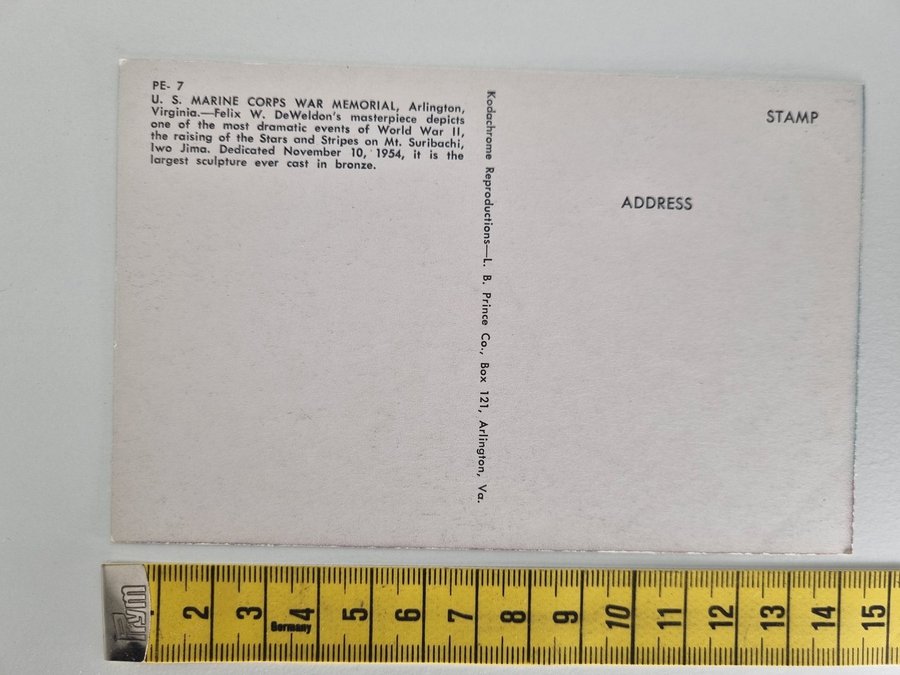 PE- 7
U. S. MARINE CORPS WAR MEMORIAL, Arlington,
Virginia.—Felix W. DeWeldon's masterpiece depicts
one of the most dramatic events of World War II,
the raising of the Stars and Stripes on Mt. Suribachi,
Iwo Jima. Dedicated November 10, 1954, it is the
largest sculpture ever cast in bronze.
Kodachrome Reproductions—L. B. Prince Co., Box 121, Arlington, Va.
STAMP
ADDRESS
Prym
2 3 4 5 6 7 8 9 10 11 12 13 14 15
Germany